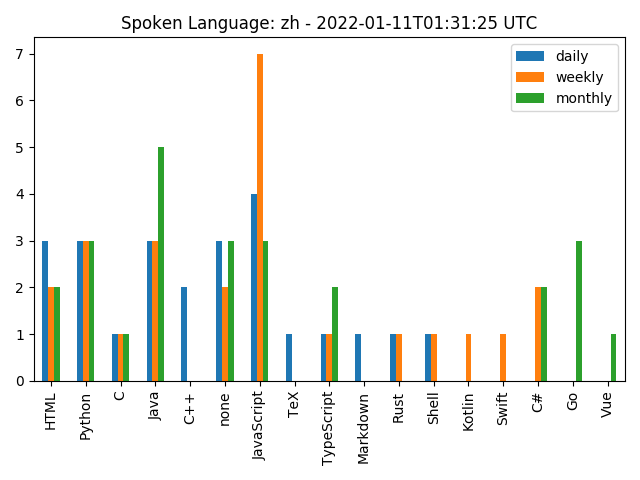 Spoken Language: zh - 2022-01-11T01:31:25 UTC
daily
weekly
monthly
7
6
5
4
3
2
1
0
HTML
Python
C
Java
C++
none
JavaScript
TeX
TypeScript
Markdown
Rust
Shell
Kotlin
Swift
C#
Go
Vue